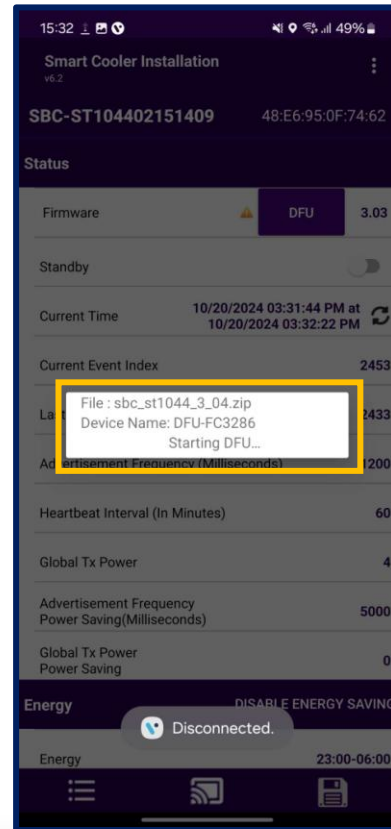 15:32
49%
Smart Cooler Installation
v6.2
SBC-ST104402151409 48:E6:95:0F:74:62
Status
Firmware DFU 3.03
Standby
Current Time 10/20/2024 03:31:44 PM at
10/20/2024 03:32:22 PM
Current Event Index 2453
File : sbc_st1044_3_04.zip
La 2433
Device Name: DFU-FC3286
Starting DFU...
Advertisement Frequency (Milliseconds) 1200
Heartbeat Interval (In Minutes) 60
Global Tx Power 4
Advertisement Frequency
Power Saving(Milliseconds) 5000
Global Tx Power
Power Saving 0
Energy DISABLE ENERGY SAVING
Disconnected.
Energy 23:00-06:00